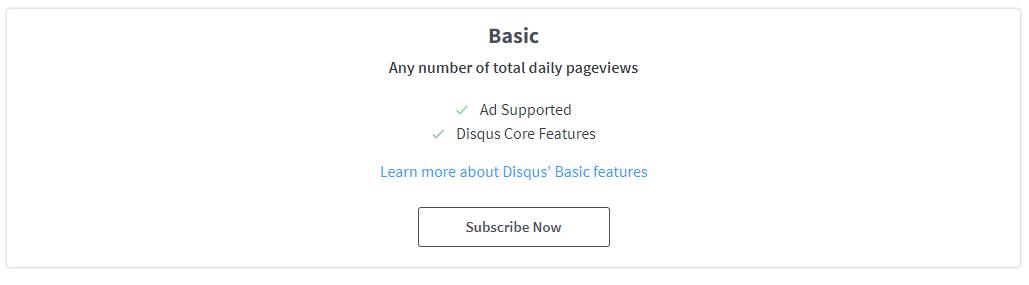 Basic
Any number of total daily pageviews
Ad Supported
Disqus Core Features
Learn more about Disqus' Basic features
Subscribe Now